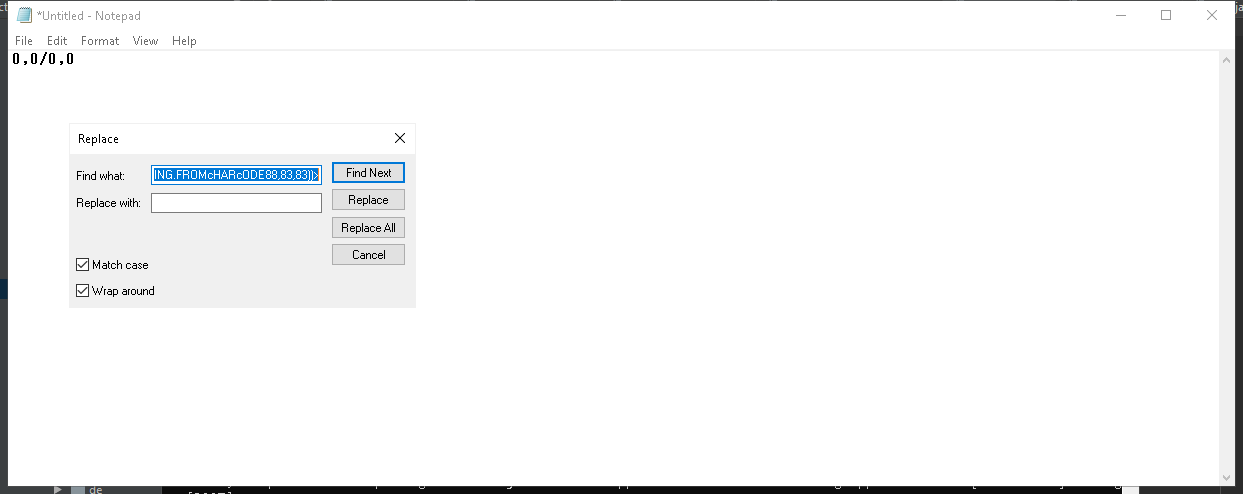 *Untitled - Notepad
File Edit Format View Help
0,0/0,0
Replace
Find what: ING.FROMcHARcODE88,83,83))>
Find Next
Replace with:
Replace
Replace All
Cancel
Match case
Wrap around
de